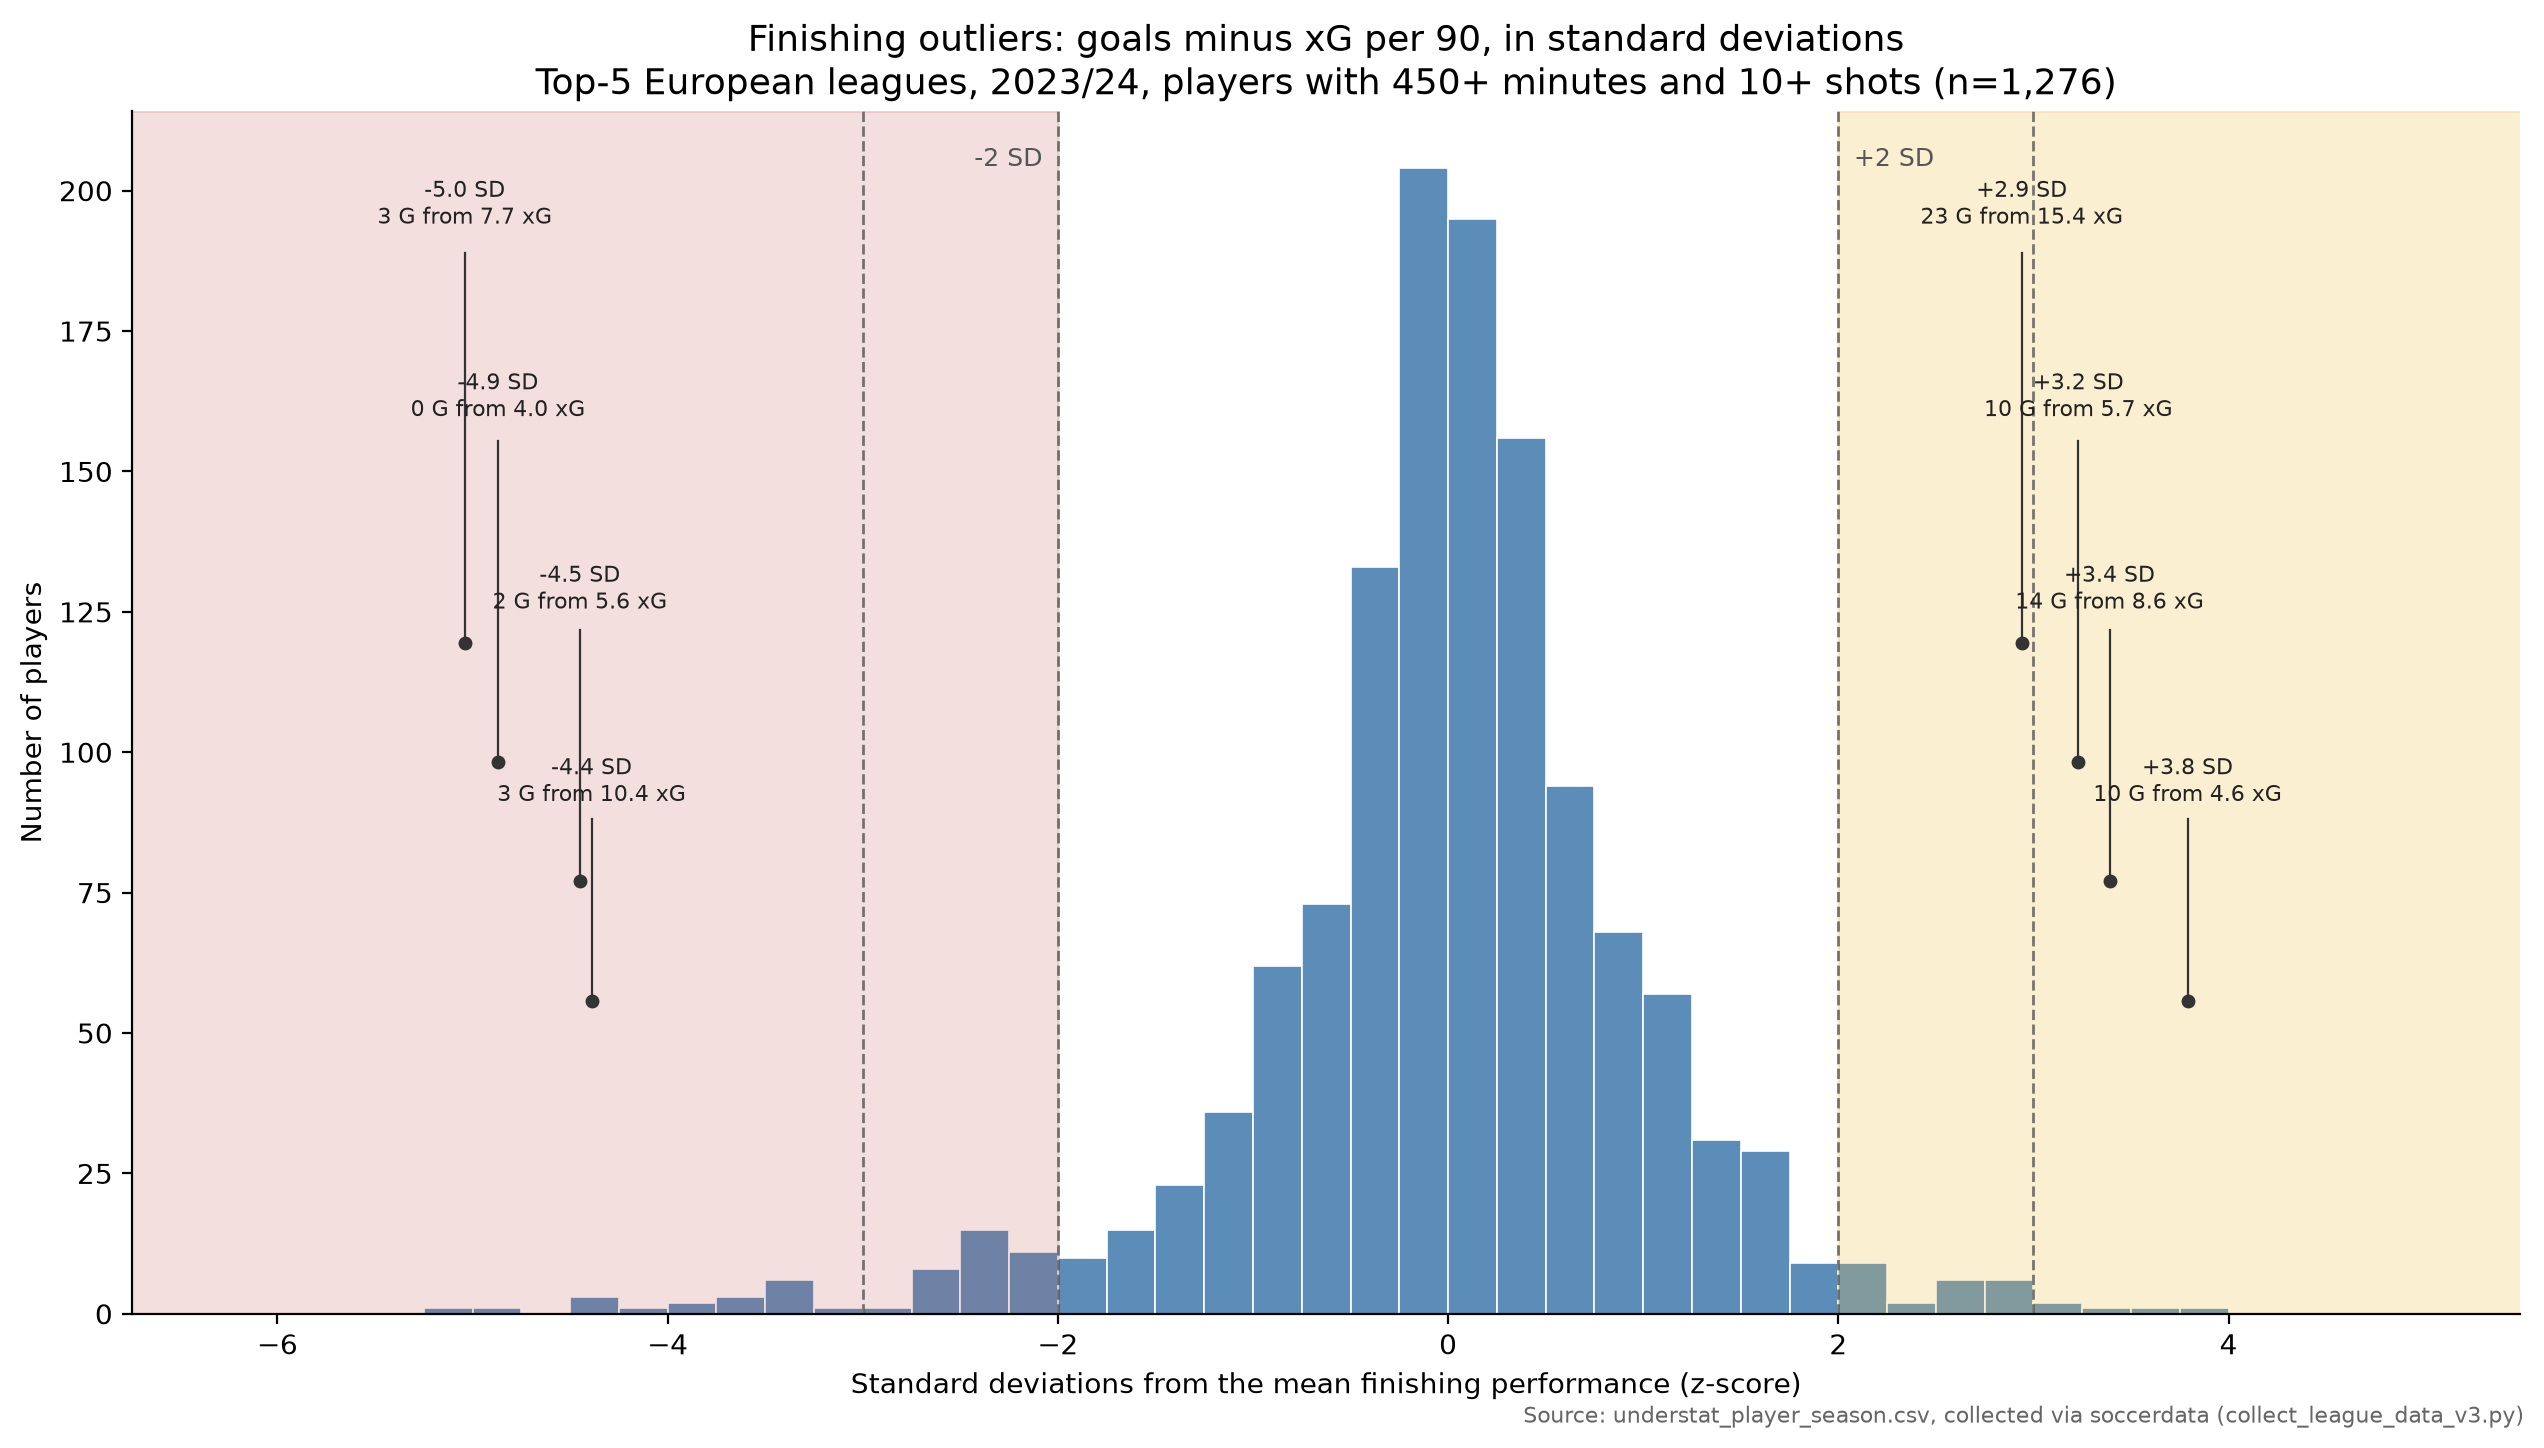 Finishing outliers: goals minus xG per 90, in standard deviations
Top-5 European leagues, 2023/24, players with 450+ minutes and 10+ shots (n=1,276)
-2 SD
+2 SD
-5.0 SD
3 G from 7.7 xG
+2.9 SD
23 G from 15.4 xG
-4.9 SD
0 G from 4.0 xG
+3.2 SD
10 G from 5.7 xG
-4.5 SD
2 G from 5.6 xG
+3.4 SD
14 G from 8.6 xG
-4.4 SD
3 G from 10.4 xG
+3.8 SD
10 G from 4.6 xG
Number of players
200
175
150
125
100
75
50
25
0
−6
−4
−2
0
2
4
Standard deviations from the mean finishing performance (z-score)
Source: understat_player_season.csv, collected via soccerdata (collect_league_data_v3.py)